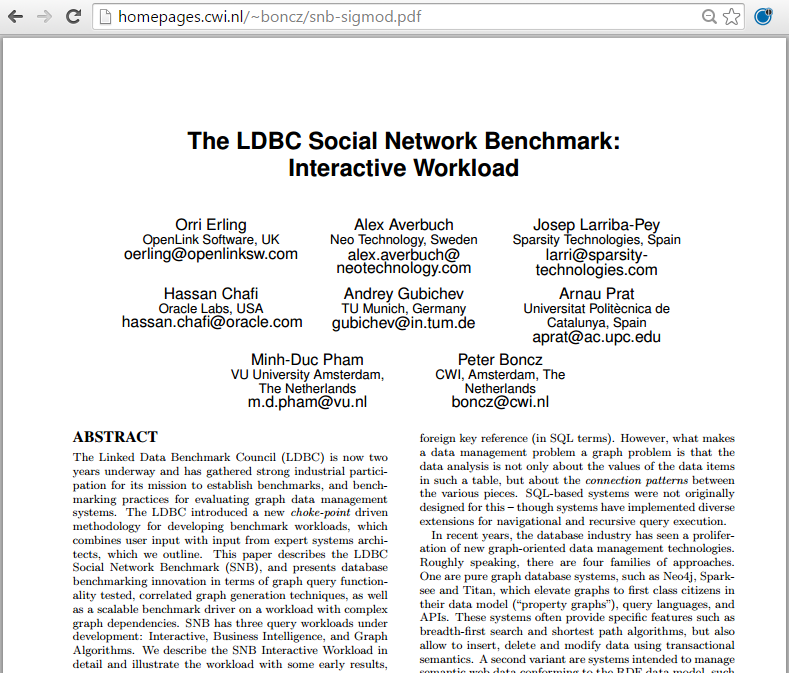 homepages.cwi.nl/~boncz/snb-sigmod.pdf
The LDBC Social Network Benchmark:
Interactive Workload
Orri Erling
OpenLink Software, UK
oerling@openlinksw.com
Alex Averbuch
Neo Technology, Sweden
alex.averbuch@
neotechnology.com
Josep Larriba-Pey
Sparsity Technologies, Spain
larri@sparsity-
technologies.com
Hassan Chafi
Oracle Labs, USA
hassan.chafi@oracle.com
Andrey Gubichev
TU Munich, Germany
gubichev@in.tum.de
Arnau Prat
Universitat Politècnica de
Catalunya, Spain
aprat@ac.upc.edu
Minh-Duc Pham
VU University Amsterdam,
The Netherlands
m.d.pham@vu.nl
Peter Boncz
CWI, Amsterdam, The
Netherlands
boncz@cwi.nl
ABSTRACT
The Linked Data Benchmark Council (LDBC) is now two
years underway and has gathered strong industrial partici-
pation for its mission to establish benchmarks, and bench-
marking practices for evaluating graph data management
systems. The LDBC introduced a new choke-point driven
methodology for developing benchmark workloads, which
combines user input with input from expert systems archi-
tects, which we outline. This paper describes the LDBC
Social Network Benchmark (SNB), and presents database
benchmarking innovation in terms of graph query function-
ality tested, correlated graph generation techniques, as well
as a scalable benchmark driver on a workload with complex
graph dependencies. SNB has three query workloads under
development: Interactive, Business Intelligence, and Graph
Algorithms. We describe the SNB Interactive Workload in
detail and illustrate the workload with some early results,
foreign key reference (in SQL terms). However, what makes
a data management problem a graph problem is that the
data analysis is not only about the values of the data items
in such a table, but about the connection patterns between
the various pieces. SQL-based systems were not originally
designed for this – though systems have implemented diverse
extensions for navigational and recursive query execution.
In recent years, the database industry has seen a prolifer-
ation of new graph-oriented data management technologies.
Roughly speaking, there are four families of approaches.
One are pure graph database systems, such as Neo4j, Spark-
see and Titan, which elevate graphs to first class citizens in
their data model (“property graphs”), query languages, and
APIs. These systems often provide specific features such as
breadth-first search and shortest path algorithms, but also
allow to insert, delete and modify data using transactional
semantics. A second variant are systems intended to manage
semantic web data conforming to the RDF data model, such